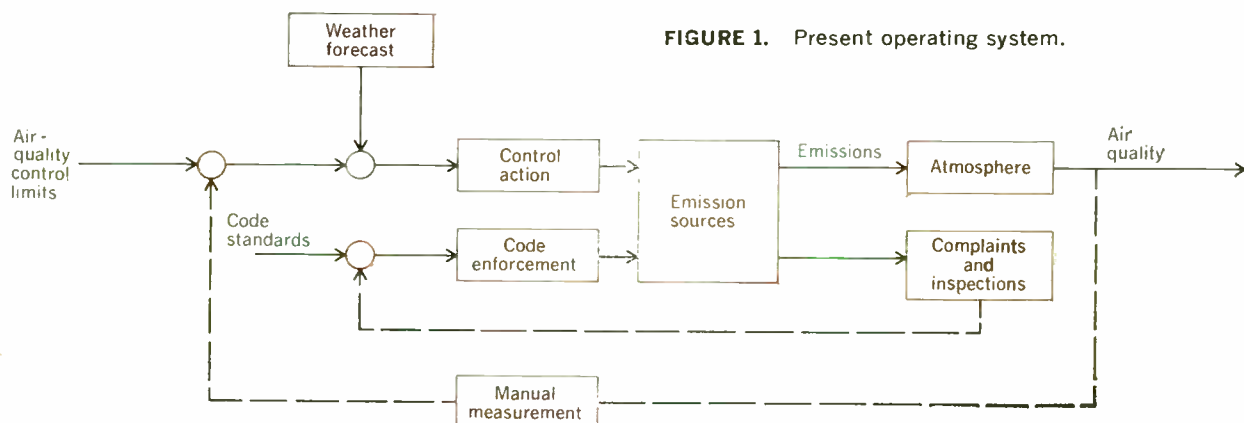 Weather
forecast
FIGURE 1. Present operating system.
Air-
quality
control
limits
Control
action
Emission
sources
Emissions
Atmosphere
Air
quality
Code
standards
Code
enforcement
Complaints
and
inspections
Manual
measurement